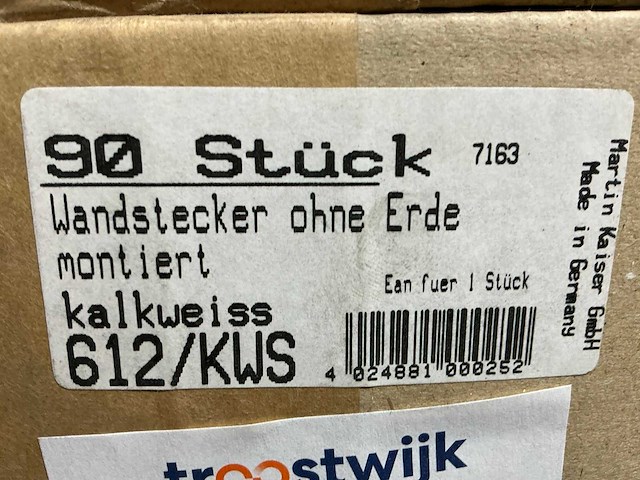 90 Stück 7163
Wandstecker ohne Erde
montiert
kalkweiss
612/KWS
Ean fuer 1 Stück
4 024881 000252
Martin Kaiser GmbH
Made in Germany
troostwijk